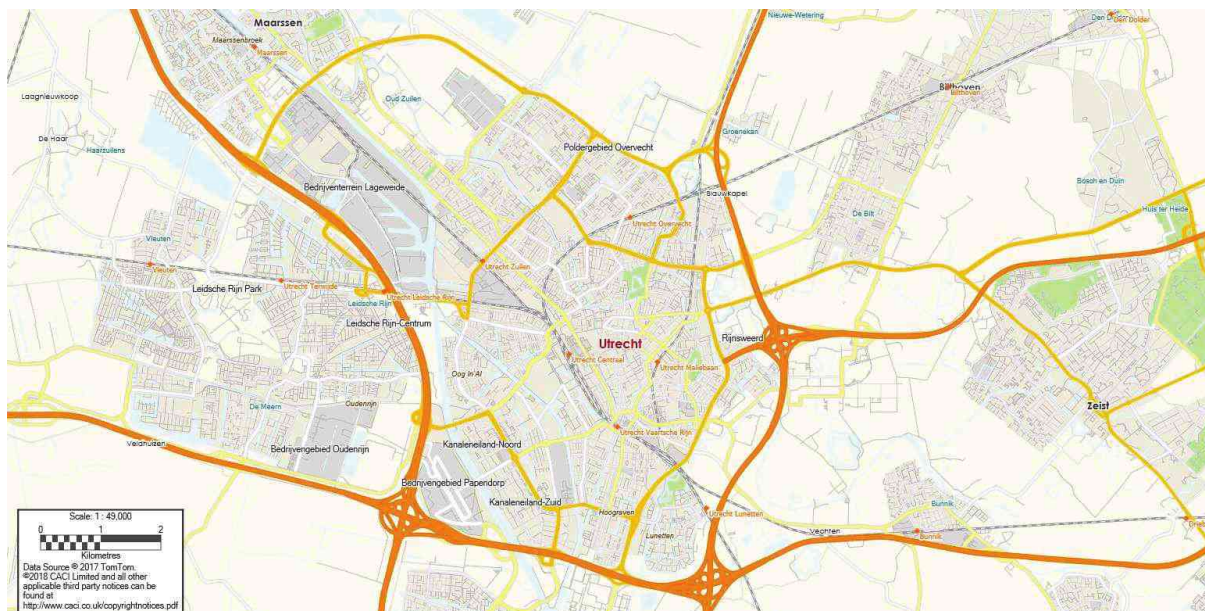 Maarssen
Nieuwe-Wetering
Den Dolder
Maarssenbroek
Maarssen
Bilthoven
Bilthoven
Laagnieuwkoop
Oud Zuilen
Groenekan
De Haar
Haarzuilens
Poldergebied Overvecht
Bosch en Duin
Bedrijventerrein Lageweide
Blauwkapel
Huis ter Heide
De Bilt
Utrecht Overvecht
Vleuten
Vleuten
Utrecht Zuilen
Utrecht Terwijde
Leidsche Rijn Park
Utrecht Leidsche Rijn
Leidsche Rijn
Leidsche Rijn-Centrum
Utrecht
Rijnsweerd
Utrecht Centraal
Utrecht Maliebaan
Oog In Al
Oudenrijn
De Meern
Zeist
Utrecht Vaartsche Rijn
Veldhuizen
Kanaleneiland-Noord
Bedrijvengebied Oudenrijn
Bedrijvengebied Papendorp
Kanaleneiland-Zuid
Bunnik
Hoograven
Utrecht Lunetten
Vechten
Bunnik
Lunetten
Scale: 1 : 49,000
0 1 2
Kilometres
Data Source © 2017 TomTom.
©2018 CACI Limited and all other
applicable third party notices can be
found at
http://www.caci.co.uk/copyrightnotices.pdf